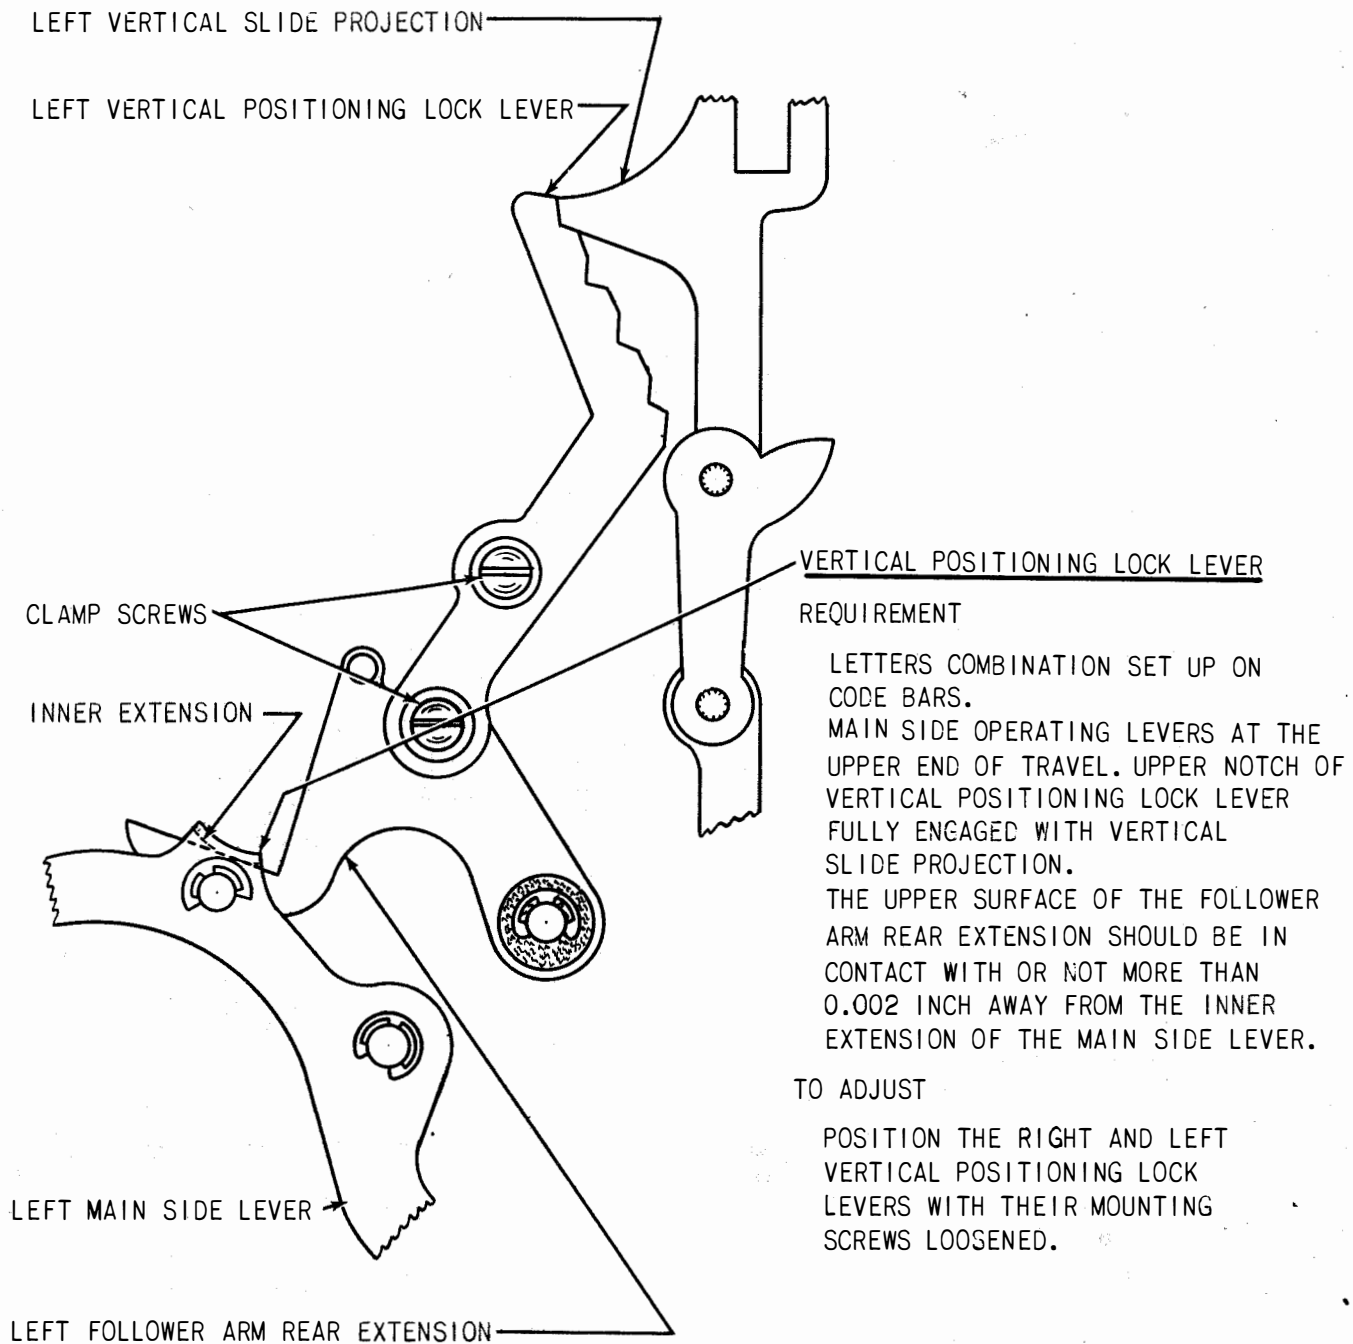 LEFT VERTICAL SLIDE PROJECTION
LEFT VERTICAL POSITIONING LOCK LEVER
CLAMP SCREWS
INNER EXTENSION
LEFT MAIN SIDE LEVER
LEFT FOLLOWER ARM REAR EXTENSION
VERTICAL POSITIONING LOCK LEVER
REQUIREMENT
LETTERS COMBINATION SET UP ON
CODE BARS.
MAIN SIDE OPERATING LEVERS AT THE
UPPER END OF TRAVEL. UPPER NOTCH OF
VERTICAL POSITIONING LOCK LEVER
FULLY ENGAGED WITH VERTICAL
SLIDE PROJECTION.
THE UPPER SURFACE OF THE FOLLOWER
ARM REAR EXTENSION SHOULD BE IN
CONTACT WITH OR NOT MORE THAN
0.002 INCH AWAY FROM THE INNER
EXTENSION OF THE MAIN SIDE LEVER.
TO ADJUST
POSITION THE RIGHT AND LEFT
VERTICAL POSITIONING LOCK
LEVERS WITH THEIR MOUNTING
SCREWS LOOSENED.